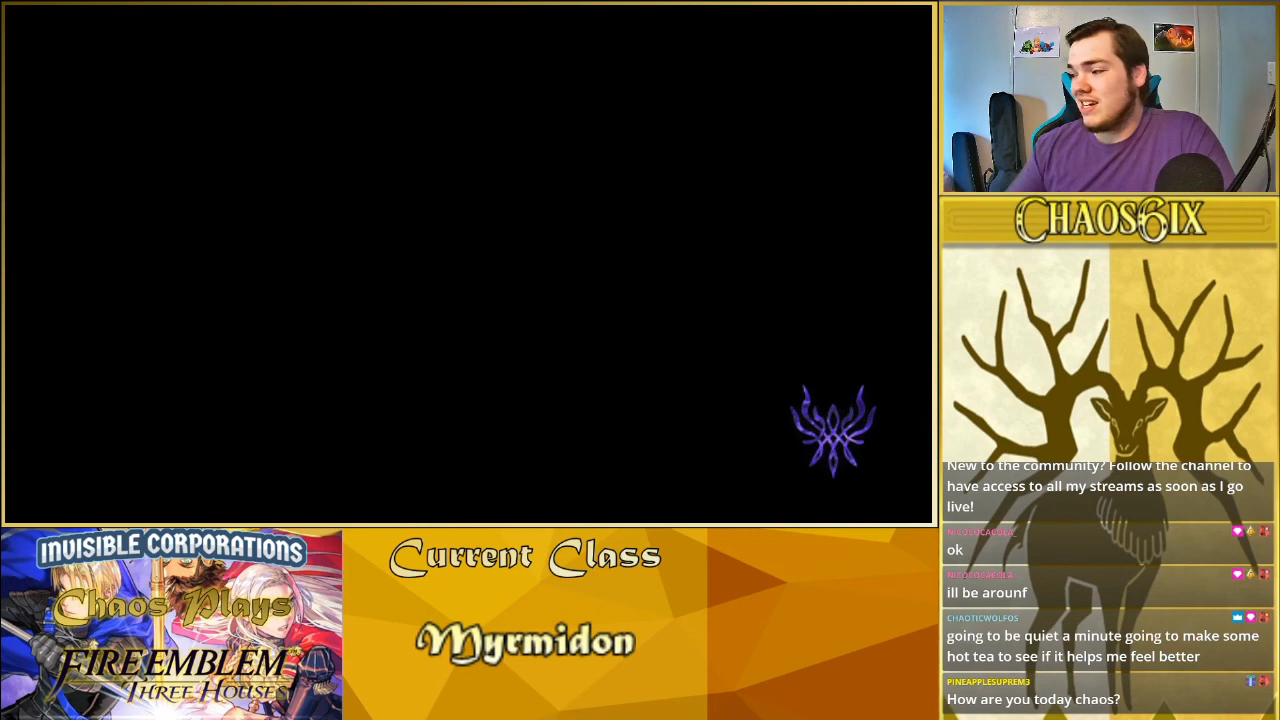 CHAOS6IX
New to the community? Follow the channel to
have access to all my streams as soon as I go
live!
ok
ill be arounf
CHAOTICWOLFOS
going to be quiet a minute going to make some
hot tea to see if it helps me feel better
PINEAPPLESUPREM3
How are you today chaos?
INVISIBLE CORPORATIONS
Chaos Plays
FIRE EMBLEM
THREE HOUSES
Current Class
Myrmidon